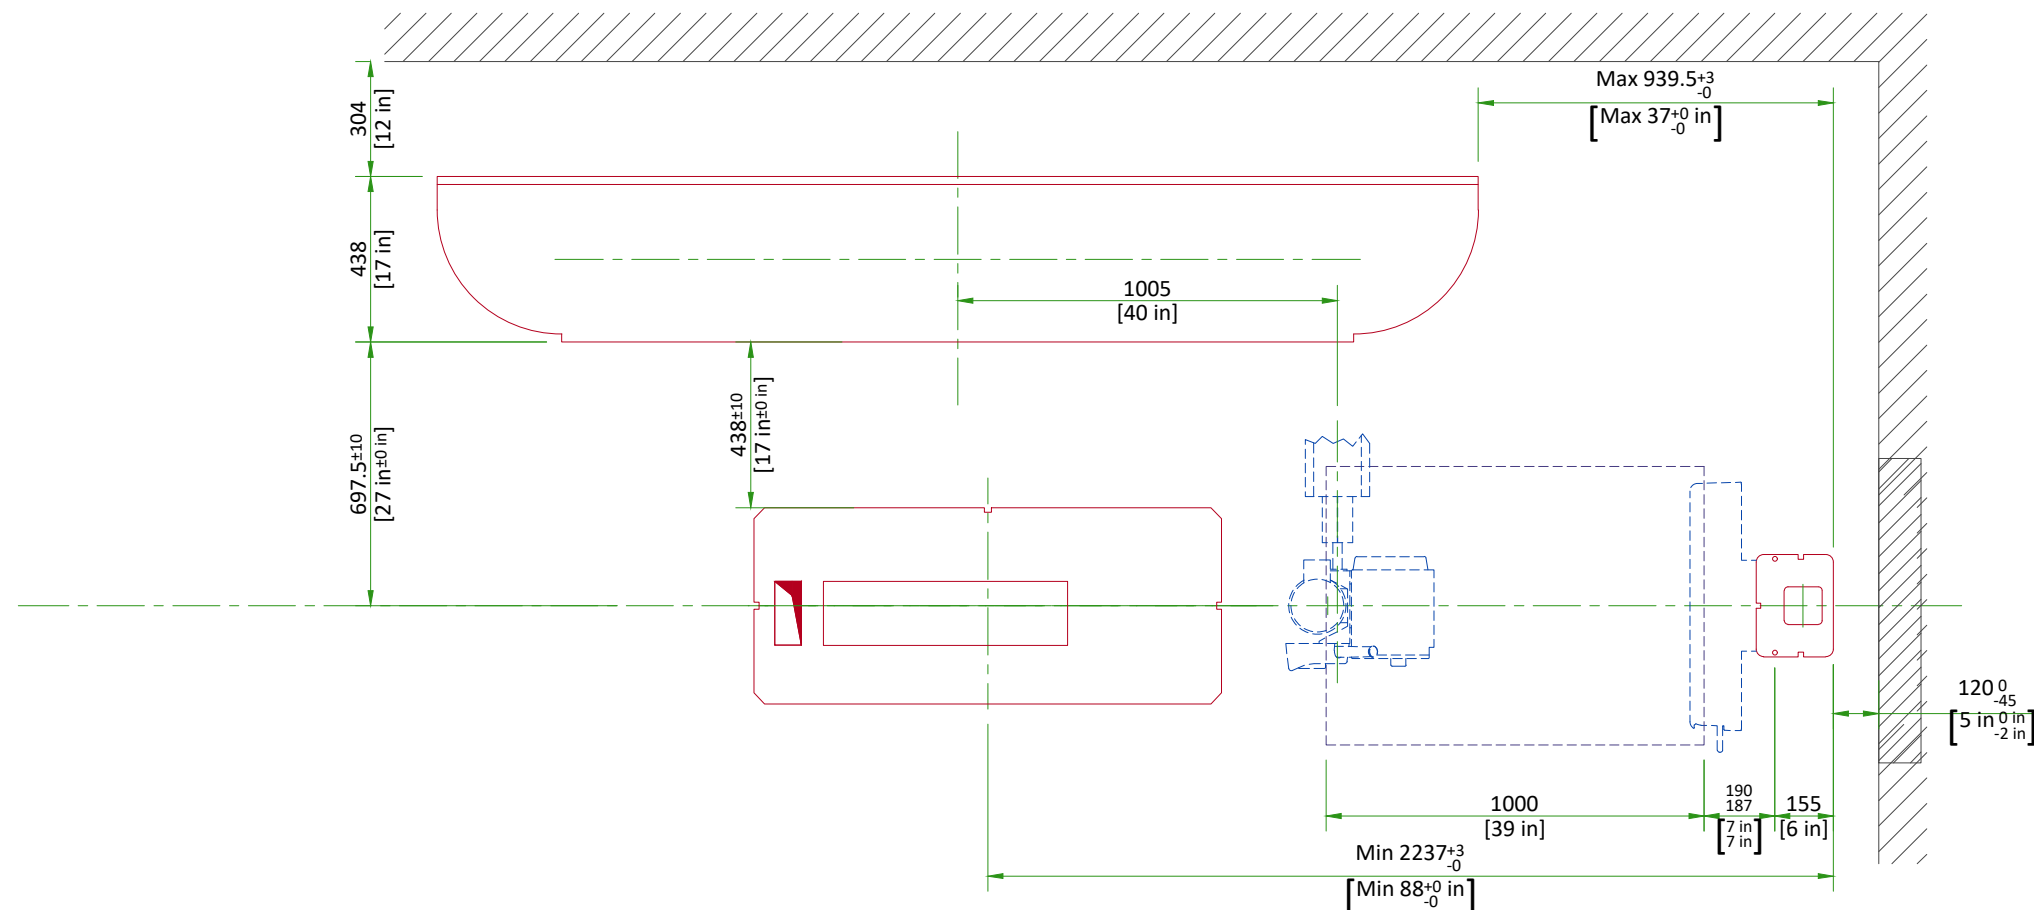 Max 939.5 +3 -0
[Max 37 +0 -0 in]
304
[12 in]
438
[17 in]
1005
[40 in]
438±10
[17 in±0 in]
697.5±10
[27 in±0 in]
120 0 -45
[5 in 0 in -2 in]
1000
[39 in]
190
187
[7 in
7 in]
155
[6 in]
Min 2237 +3 -0
[Min 88 +0 -0 in]